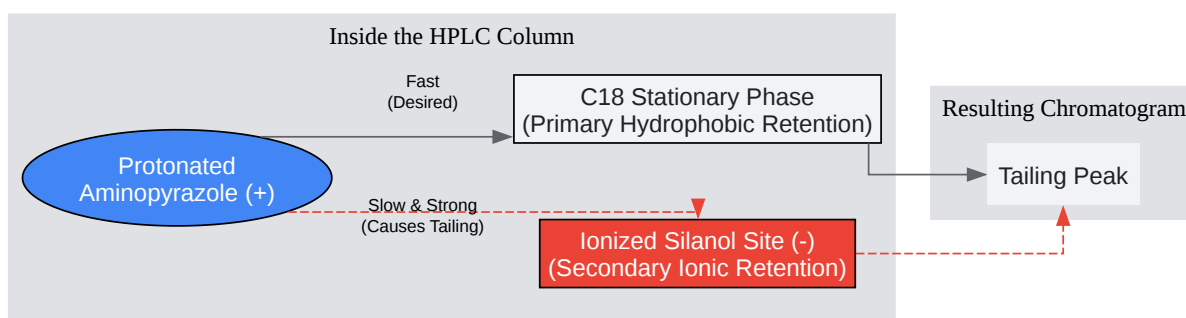 Inside the HPLC Column
Fast
(Desired)
C18 Stationary Phase
(Primary Hydrophobic Retention)
Resulting Chromatogram
Protonated
Aminopyrazole (+)
Tailing Peak
Slow & Strong
(Causes Tailing)
Ionized Silanol Site (-)
(Secondary Ionic Retention)